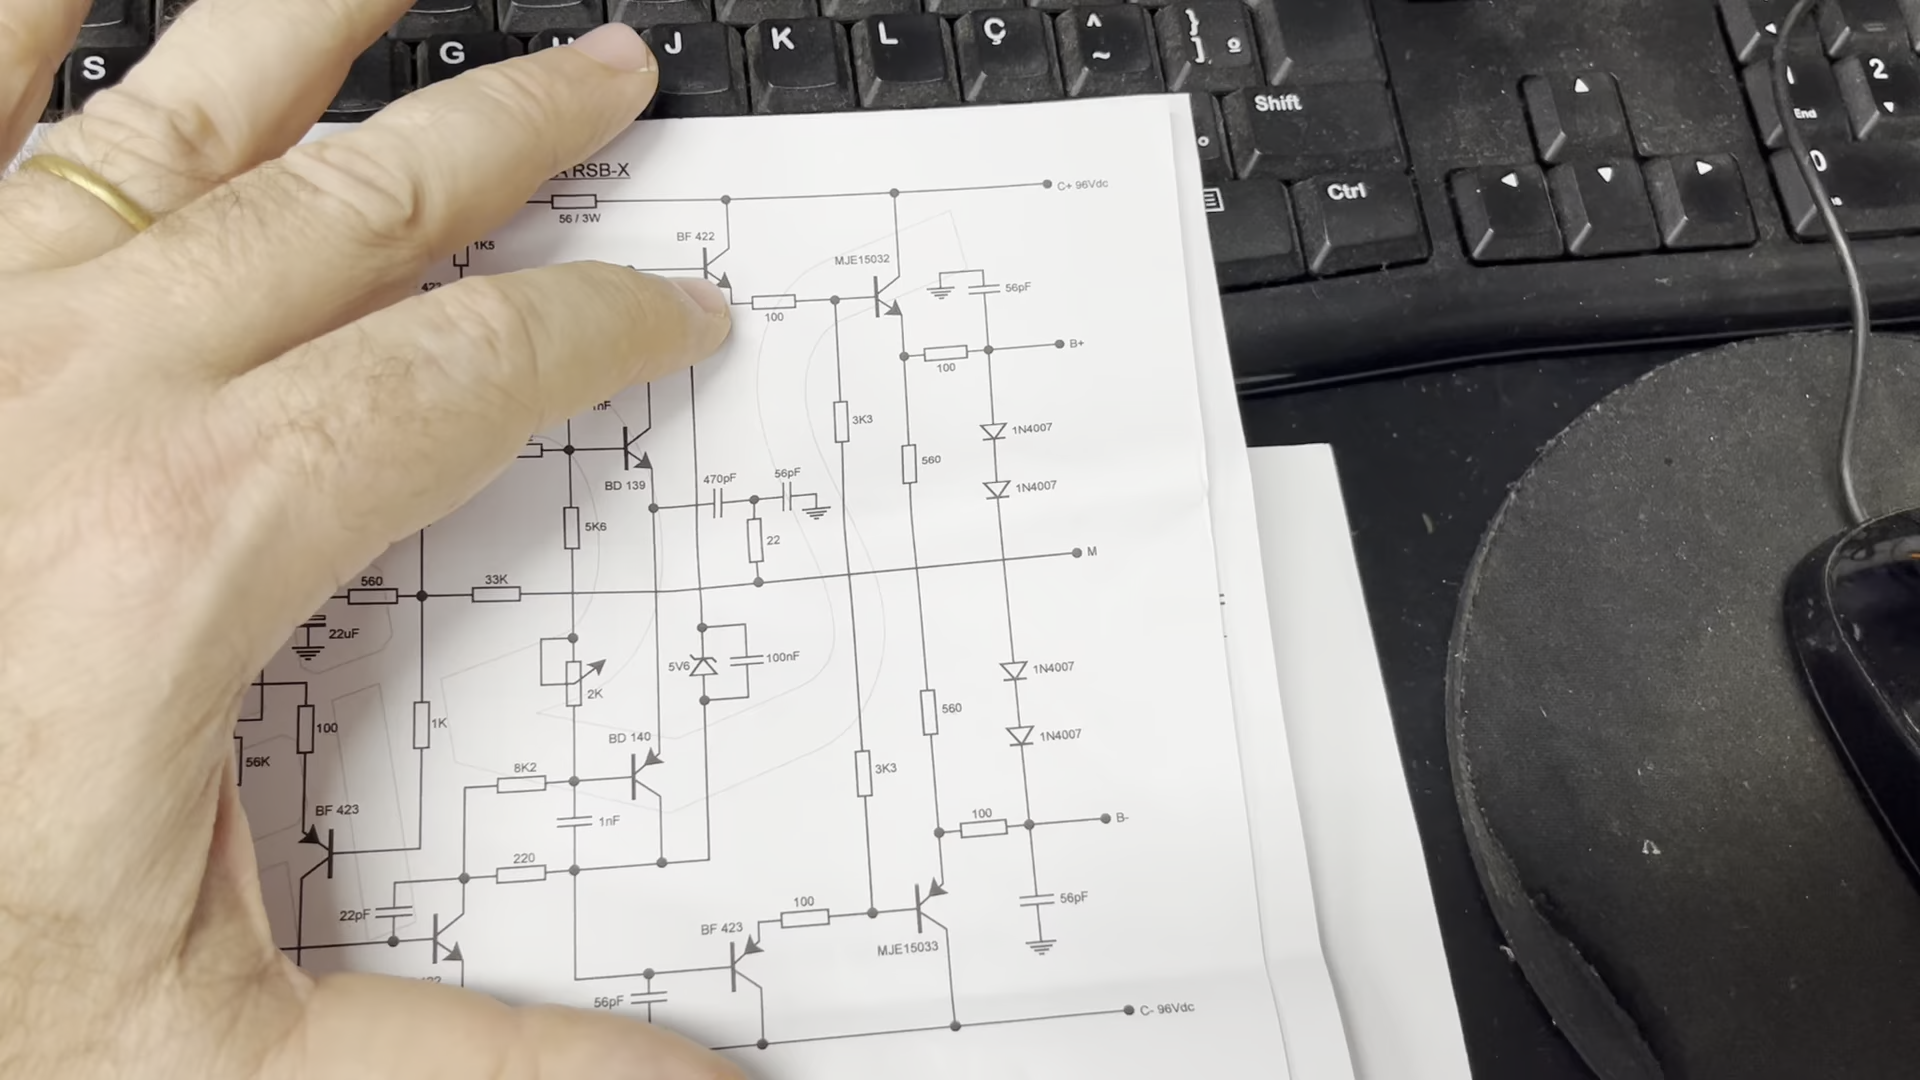 S G J K L Ç ^ ~ } ] º
Shift
Ctrl
End
2
0
RSB-X
56 / 3W
C+ 96Vdc
1K5
BF 422
MJE15032
56pF
100
100
B+
3K3
1N4007
560
1N4007
BD 139
470pF
56pF
5K6
22
M
560
33K
22uF
5V6
100nF
1N4007
2K
560
100
1K
1N4007
BD 140
56K
8K2
3K3
BF 423
1nF
100
B-
220
22pF
100
56pF
BF 423
MJE15033
56pF
C- 96Vdc